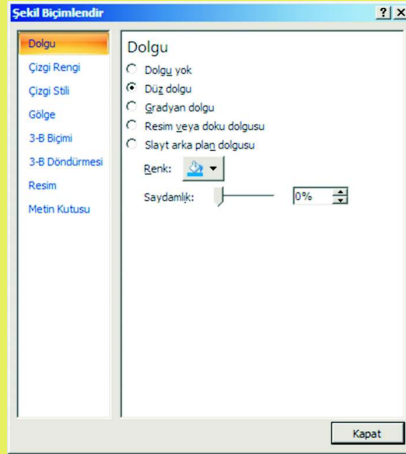 Şekil Biçimlendir
Dolgu
Çizgi Rengi
Çizgi Stili
Gölge
3-B Biçimi
3-B Döndürmesi
Resim
Metin Kutusu
Dolgu
Dolgu yok
Düz dolgu
Gradyan dolgu
Resim veya doku dolgusu
Slayt arka plan dolgusu
Renk:
Saydamlık: 0%
Kapat